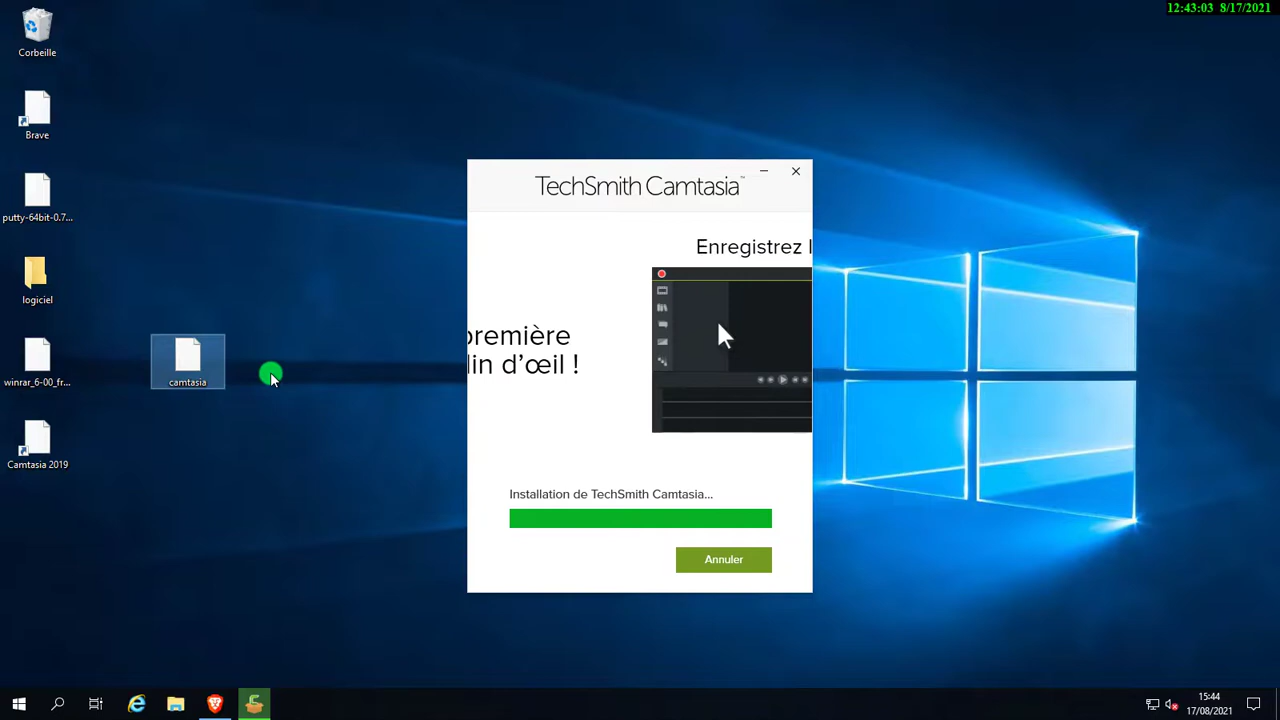 12:43:03 8/17/2021
Corbeille
Brave
putty-64bit-0.7...
logiciel
winrar_6-00_fr...
Camtasia 2019
camtasia
TechSmith Camtasia™
Enregistrez l
première
lin d'œil !
Installation de TechSmith Camtasia...
Annuler
15:44
17/08/2021